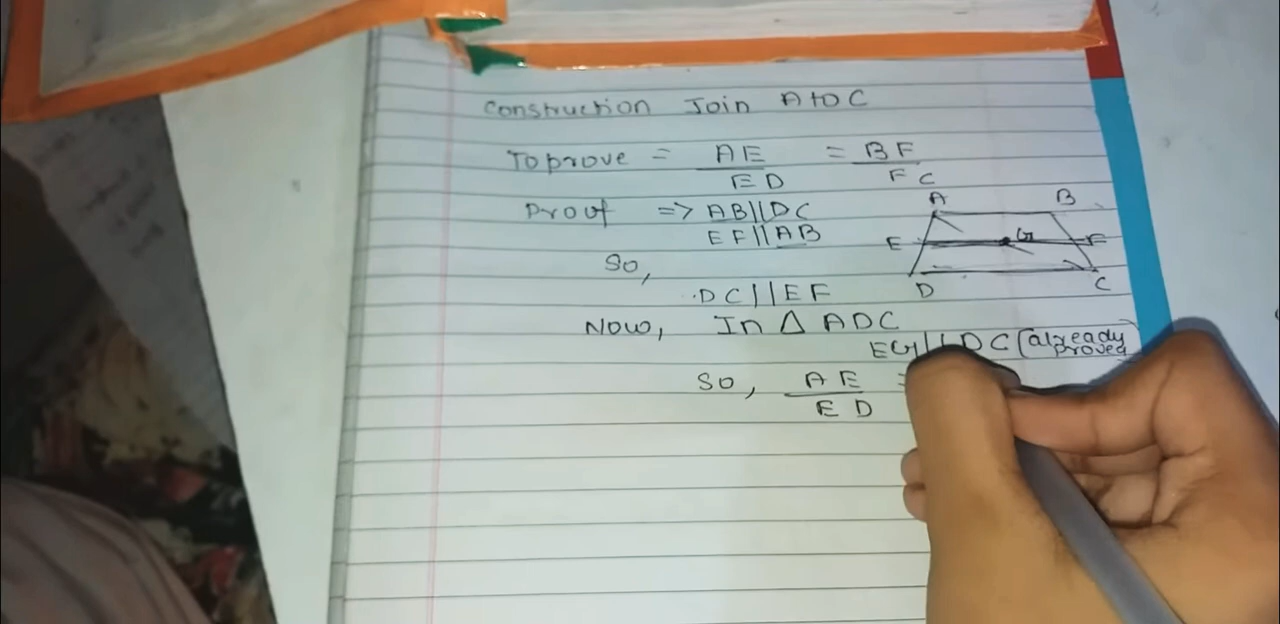 Construction Join A to C
To prove = AE/ED = BF/FC
Proof => AB||DC
EF||AB
A B
E G F
D C
So,
DC||EF
Now, In Δ ADC
EG||DC (already proved)
So, AE/ED =